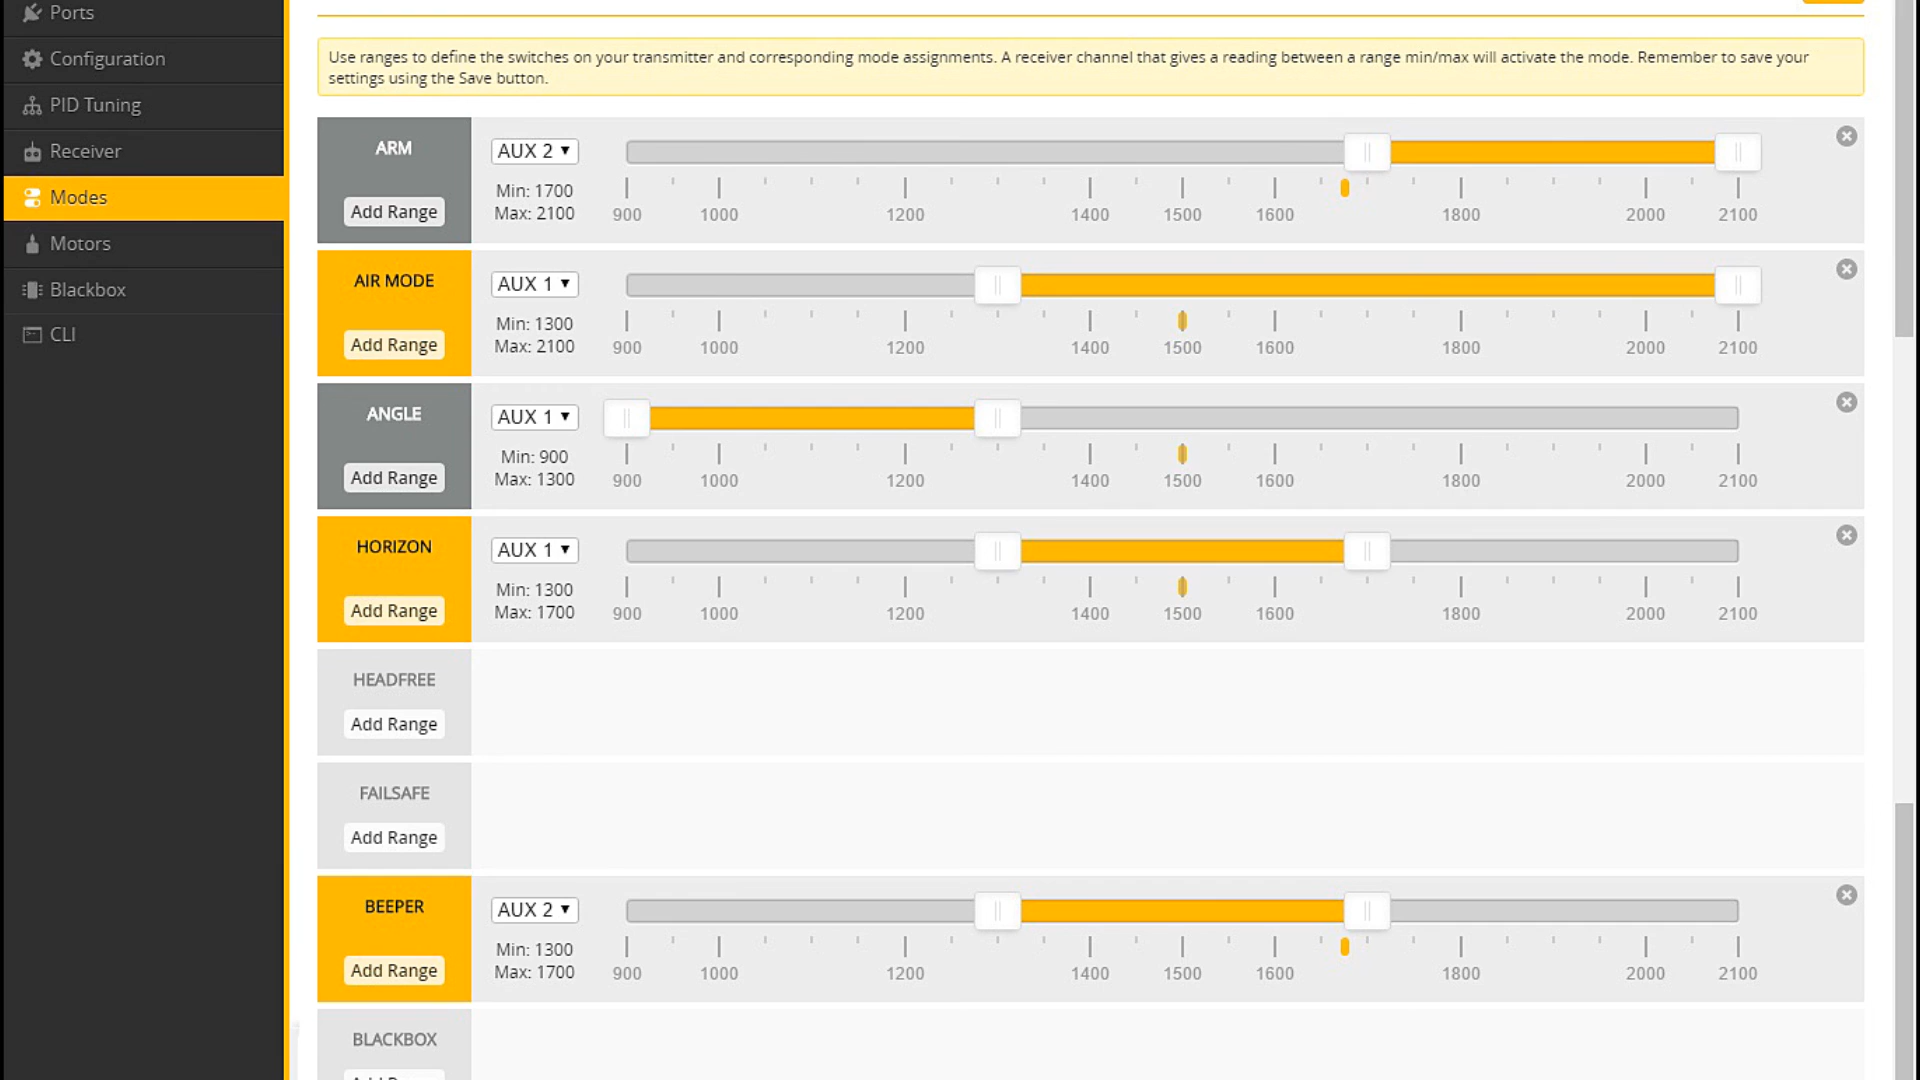 Ports
Configuration
PID Tuning
Receiver
Modes
Motors
Blackbox
CLI
Use ranges to define the switches on your transmitter and corresponding mode assignments. A receiver channel that gives a reading between a range min/max will activate the mode. Remember to save your
settings using the Save button.
ARM
Add Range
AUX 2
Min: 1700
Max: 2100
900 1000 1200 1400 1500 1600 1800 2000 2100
AIR MODE
Add Range
AUX 1
Min: 1300
Max: 2100
900 1000 1200 1400 1500 1600 1800 2000 2100
ANGLE
Add Range
AUX 1
Min: 900
Max: 1300
900 1000 1200 1400 1500 1600 1800 2000 2100
HORIZON
Add Range
AUX 1
Min: 1300
Max: 1700
900 1000 1200 1400 1500 1600 1800 2000 2100
HEADFREE
Add Range
FAILSAFE
Add Range
BEEPER
Add Range
AUX 2
Min: 1300
Max: 1700
900 1000 1200 1400 1500 1600 1800 2000 2100
BLACKBOX